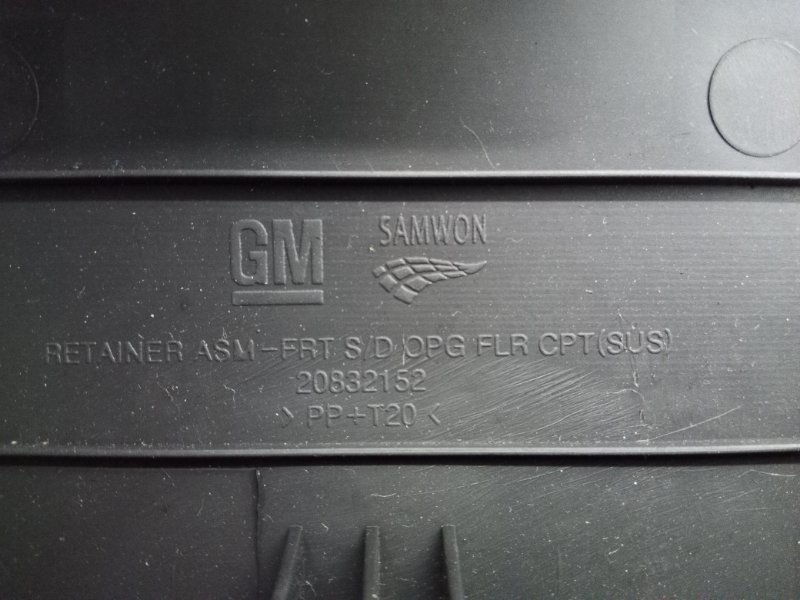 GM
SAMWON
RETAINER ASM-FRT S/D OPG FLR CPT(SUS)
20832152
> PP+T20 <